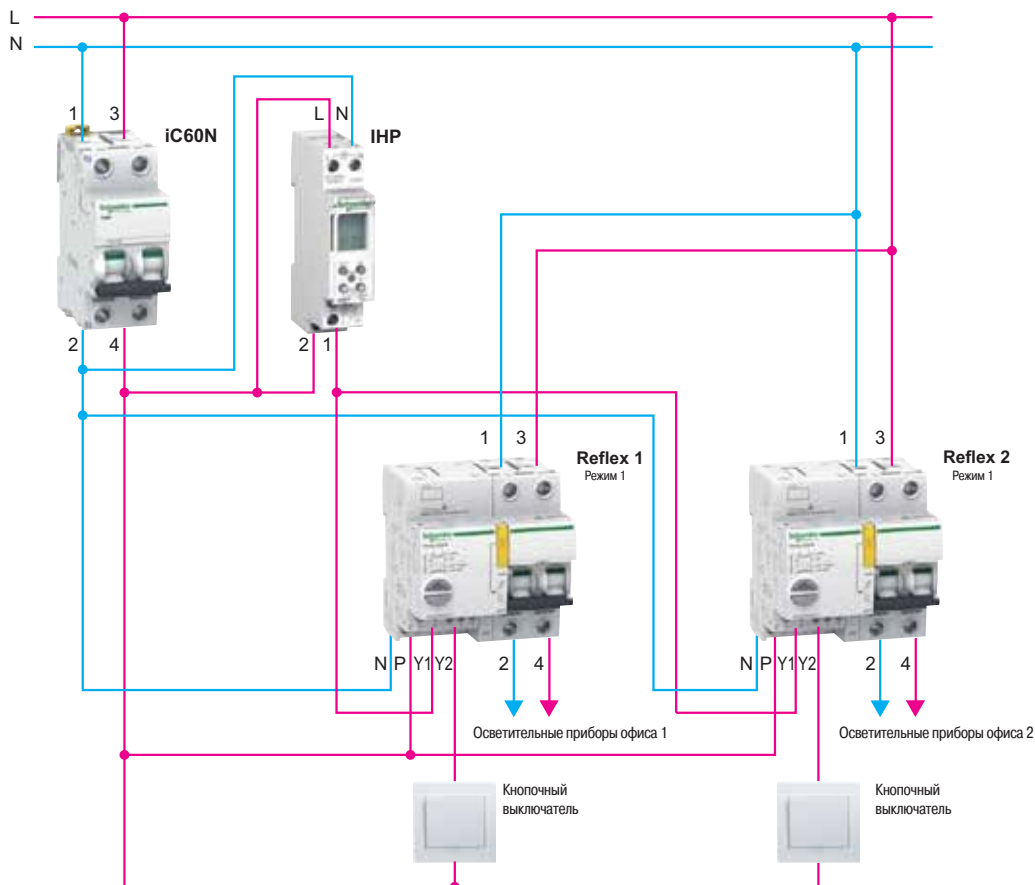 L
N
1 3
iC60N
L N
IHP
2 4
2 1
1 3
Reflex 1
Режим 1
1 3
Reflex 2
Режим 1
N P Y1 Y2
2 4
N P Y1 Y2
2 4
Осветительные приборы офиса 1
Осветительные приборы офиса 2
Кнопочный
выключатель
Кнопочный
выключатель